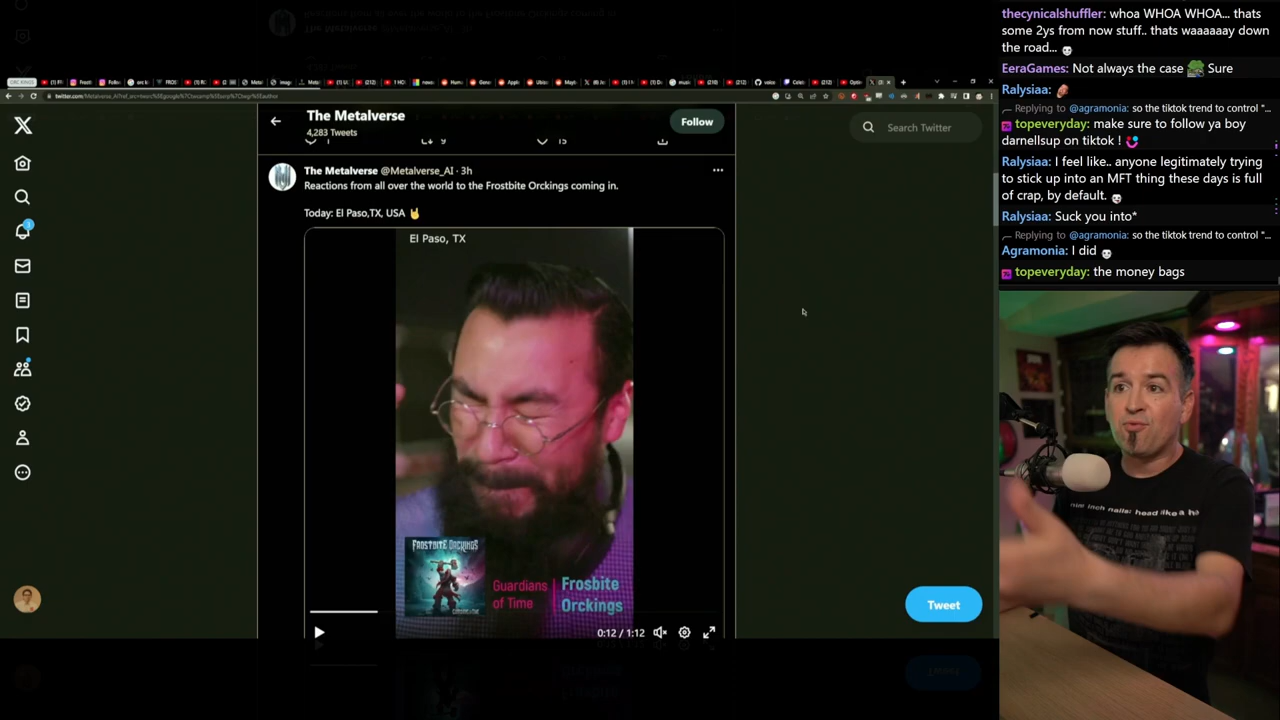 The Metalverse
4,283 Tweets
Follow
Search Twitter
The Metalverse @Metalverse_AI · 3h
Reactions from all over the world to the Frostbite Orckings coming in.
Today: El Paso,TX, USA 🤘
El Paso, TX
FROSTBITE ORCKINGS
Guardians
of Time
Frosbite
Orckings
0:12 / 1:12
Tweet
thecynicalshuffler: whoa WHOA WHOA... thats
some 2ys from now stuff.. thats waaaaaay down
the road...
EeraGames: Not always the case Sure
Ralysiaa:
Replying to @agramonia: so the tiktok trend to control "...
topeveryday: make sure to follow ya boy
darnellsup on tiktok !
Ralysiaa: I feel like.. anyone legitimately trying
to stick up into an MFT thing these days is full
of crap, by default.
Ralysiaa: Suck you into*
Replying to @agramonia: so the tiktok trend to control "...
Agramonia: I did
topeveryday: the money bags
nine inch nails: head like a ho